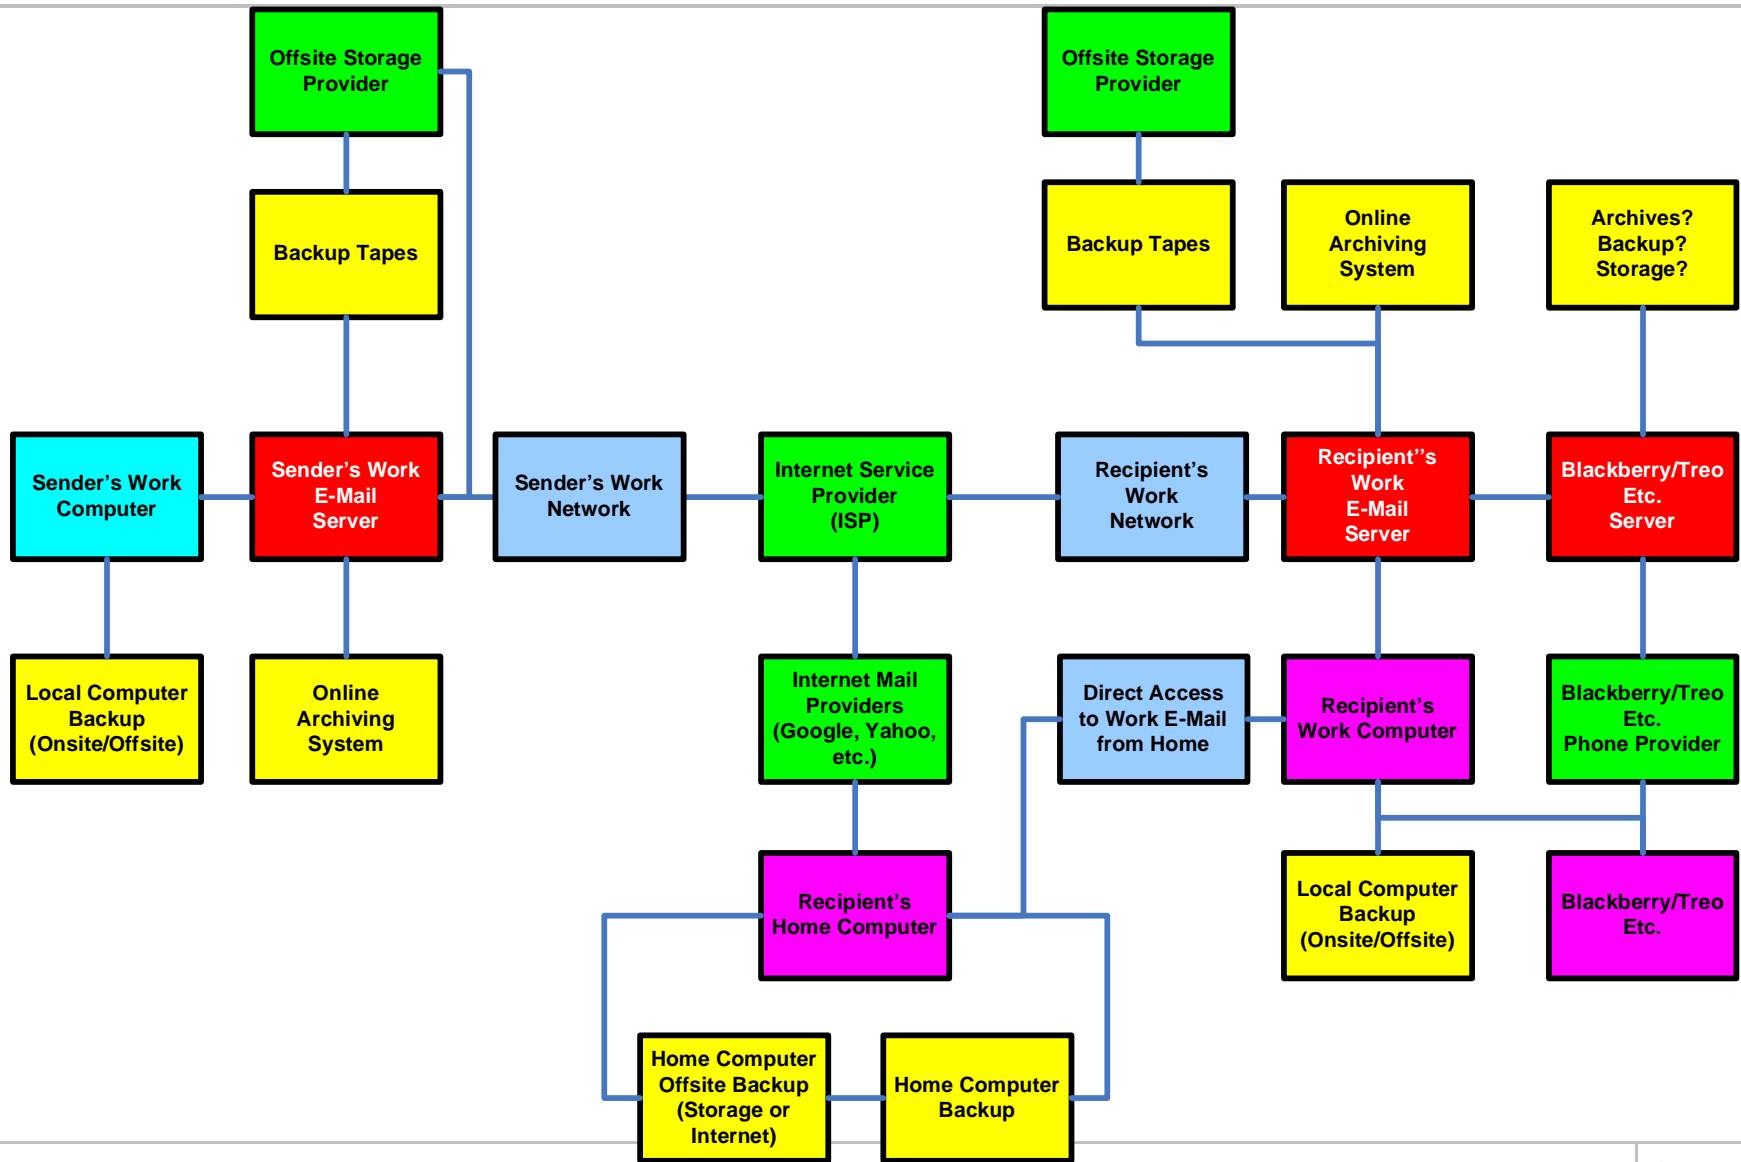 Offsite Storage
Provider
Offsite Storage
Provider
Backup Tapes
Backup Tapes
Online
Archiving
System
Archives?
Backup?
Storage?
Sender's Work
Computer
Sender's Work
E-Mail
Server
Sender's Work
Network
Internet Service
Provider
(ISP)
Recipient's
Work
Network
Recipient''s
Work
E-Mail
Server
Blackberry/Treo
Etc.
Server
Local Computer
Backup
(Onsite/Offsite)
Online
Archiving
System
Internet Mail
Providers
(Google, Yahoo,
etc.)
Direct Access
to Work E-Mail
from Home
Recipient's
Work Computer
Blackberry/Treo
Etc.
Phone Provider
Recipient's
Home Computer
Local Computer
Backup
(Onsite/Offsite)
Blackberry/Treo
Etc.
Home Computer
Offsite Backup
(Storage or
Internet)
Home Computer
Backup